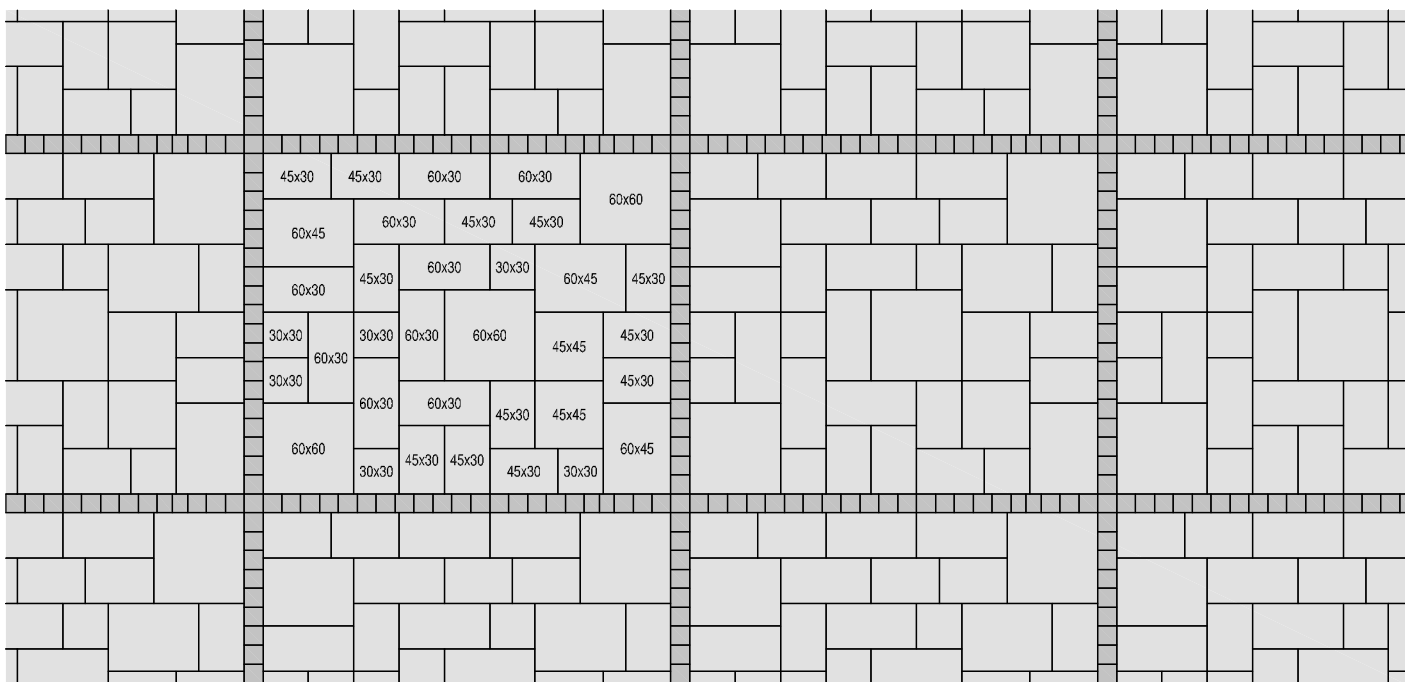 45x30 45x30 60x30 60x30
60x60
60x45 60x30 45x30 45x30
60x30 45x30 60x30 30x30 60x45 45x30
30x30 60x30 30x30 60x30 60x60 45x45 45x30
30x30 60x30 60x30 45x30 45x45 45x30
60x60 30x30 45x30 45x30 45x30 30x30 60x45